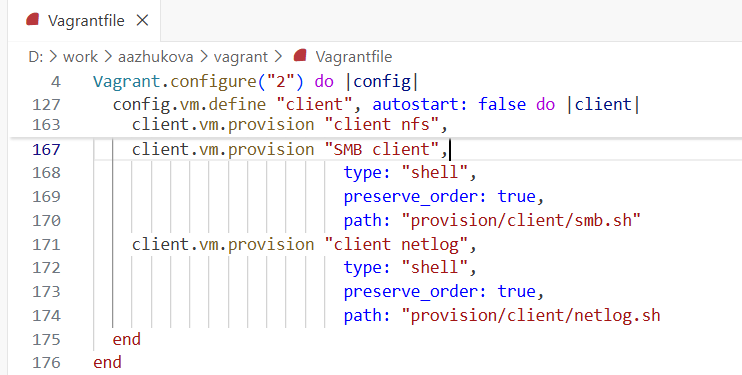 Vagrantfile ×
D: > work > aazhukova > vagrant > Vagrantfile
4 Vagrant.configure("2") do |config|
127 config.vm.define "client", autostart: false do |client|
163 client.vm.provision "client nfs",
167 client.vm.provision "SMB client",
168 type: "shell",
169 preserve_order: true,
170 path: "provision/client/smb.sh"
171 client.vm.provision "client netlog",
172 type: "shell",
173 preserve_order: true,
174 path: "provision/client/netlog.sh
175 end
176 end